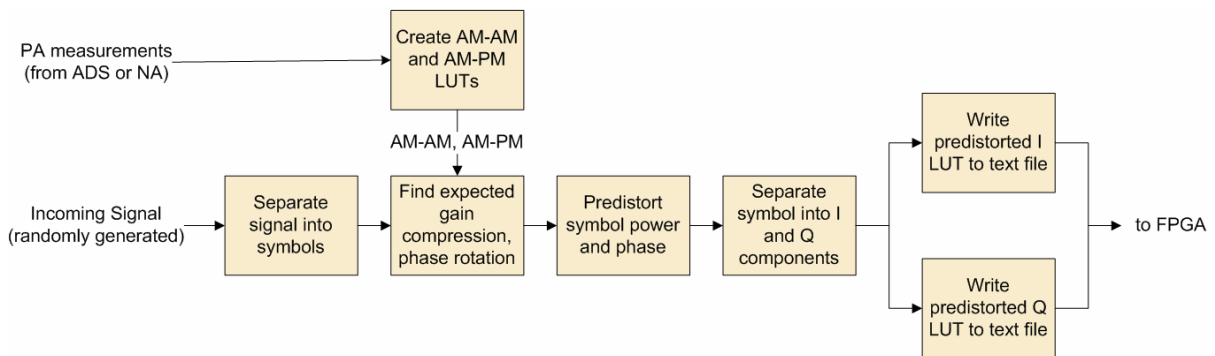 PA measurements
(from ADS or NA)
Create AM-AM
and AM-PM
LUTs
AM-AM, AM-PM
Incoming Signal
(randomly generated)
Separate
signal into
symbols
Find expected
gain
compression,
phase rotation
Predistort
symbol power
and phase
Separate
symbol into I
and Q
components
Write
predistorted I
LUT to text file
Write
predistorted Q
LUT to text file
to FPGA